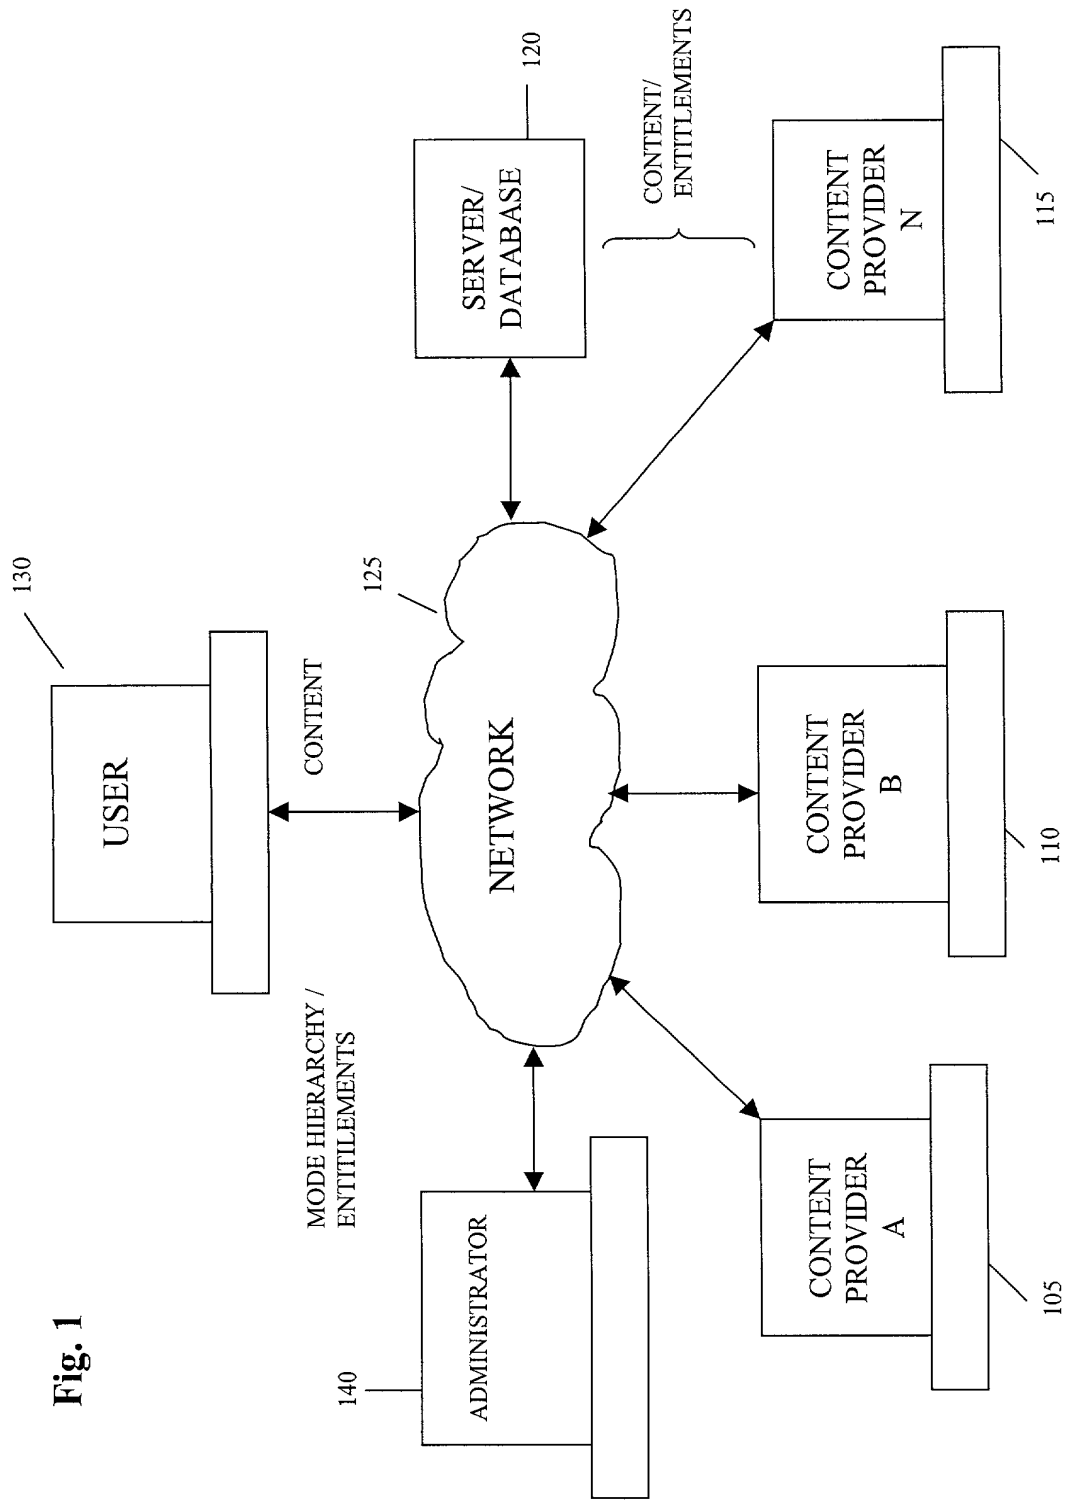 Fig. 1
130
USER
CONTENT
MODE HIERARCHY /
ENTITILEMENTS
140
ADMINISTRATOR
125
NETWORK
120
SERVER/
DATABASE
CONTENT/
ENTITLEMENTS
CONTENT
PROVIDER
A
105
CONTENT
PROVIDER
B
110
CONTENT
PROVIDER
N
115